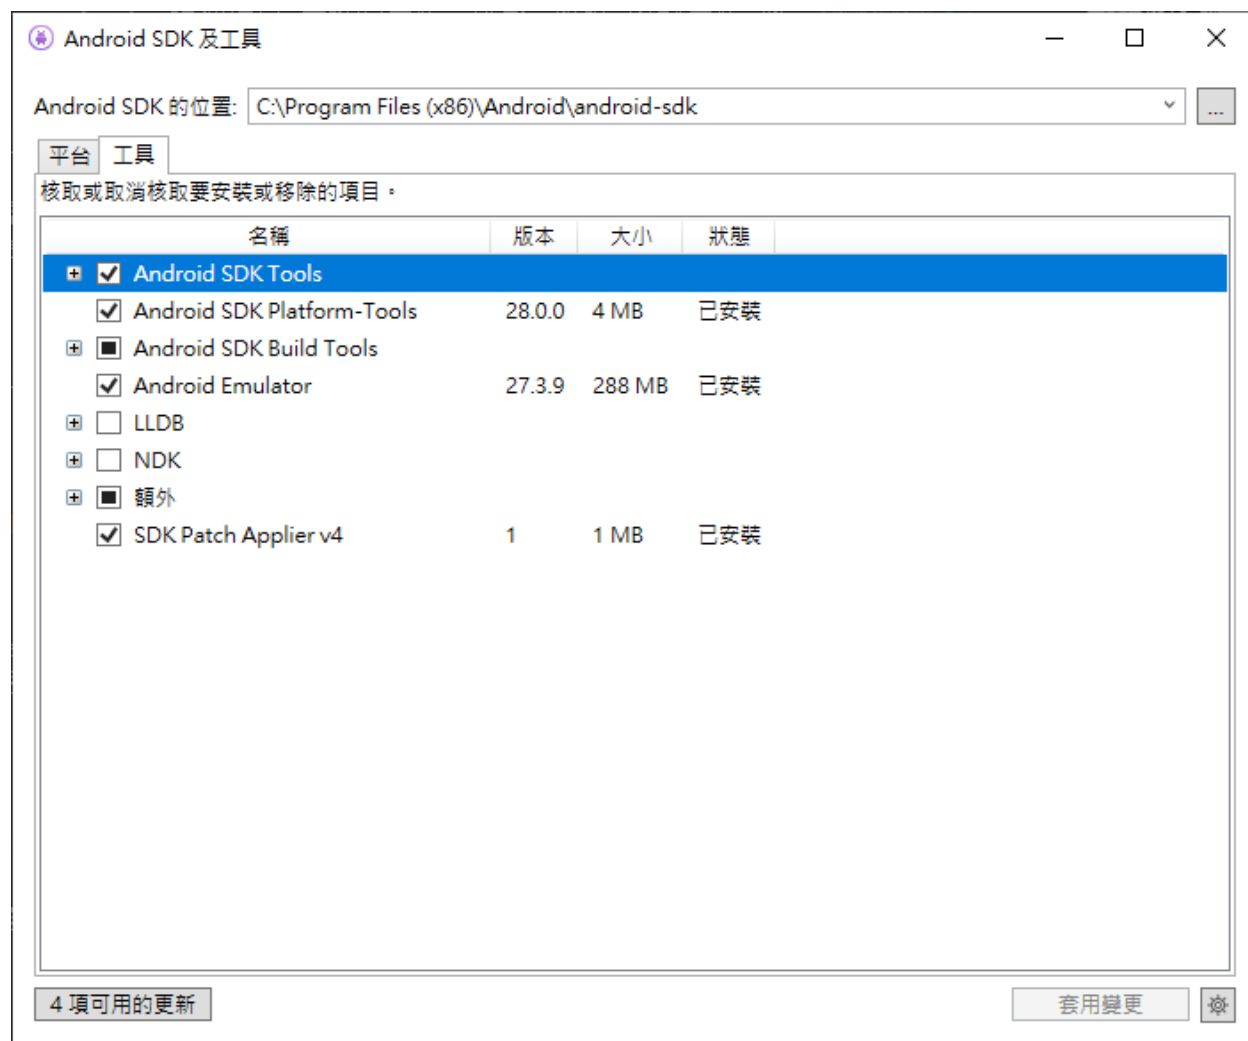 Android SDK 及工具
Android SDK 的位置: C:\Program Files (x86)\Android\android-sdk ...
平台 工具
核取或取消核取要安裝或移除的項目。
名稱 版本 大小 狀態
Android SDK Tools
Android SDK Platform-Tools 28.0.0 4 MB 已安裝
Android SDK Build Tools
Android Emulator 27.3.9 288 MB 已安裝
LLDB
NDK
額外
SDK Patch Applier v4 1 1 MB 已安裝
4 項可用的更新 套用變更